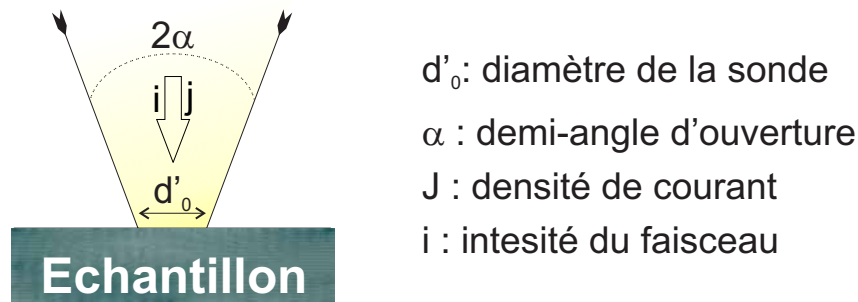 2α
i j
d'₀
Echantillon
d'₀: diamètre de la sonde
α : demi-angle d'ouverture
J : densité de courant
i : intesité du faisceau